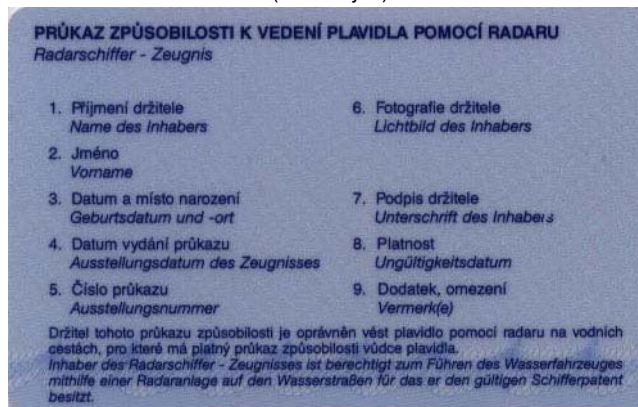 PRŮKAZ ZPŮSOBILOSTI K VEDENÍ PLAVIDLA POMOCÍ RADARU
Radarschiffer - Zeugnis
1. Příjmení držitele
Name des Inhabers
2. Jméno
Vorname
3. Datum a místo narození
Geburtsdatum und -ort
4. Datum vydání průkazu
Ausstellungsdatum des Zeugnisses
5. Číslo průkazu
Ausstellungsnummer
6. Fotografie držitele
Lichtbild des Inhabers
7. Podpis držitele
Unterschrift des Inhabers
8. Platnost
Ungültigkeitsdatum
9. Dodatek, omezení
Vermerk(e)
Držitel tohoto průkazu způsobilosti je oprávněn vést plavidlo pomocí radaru na vodních
cestách, pro které má platný průkaz způsobilosti vůdce plavidla.
Inhaber des Radarschiffer - Zeugnisses ist berechtigt zum Führen des Wasserfahrzeuges
mithilfe einer Radaranlage auf den Wasserstraßen für das er den gültigen Schifferpatent
besitzt.